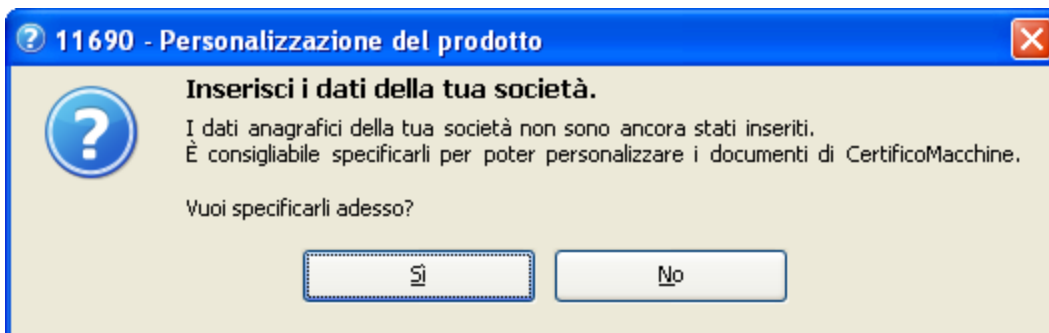 11690 - Personalizzazione del prodotto
Inserisci i dati della tua società.
I dati anagrafici della tua società non sono ancora stati inseriti.
È consigliabile specificarli per poter personalizzare i documenti di CertificoMacchine.
Vuoi specificarli adesso?
Sì
No